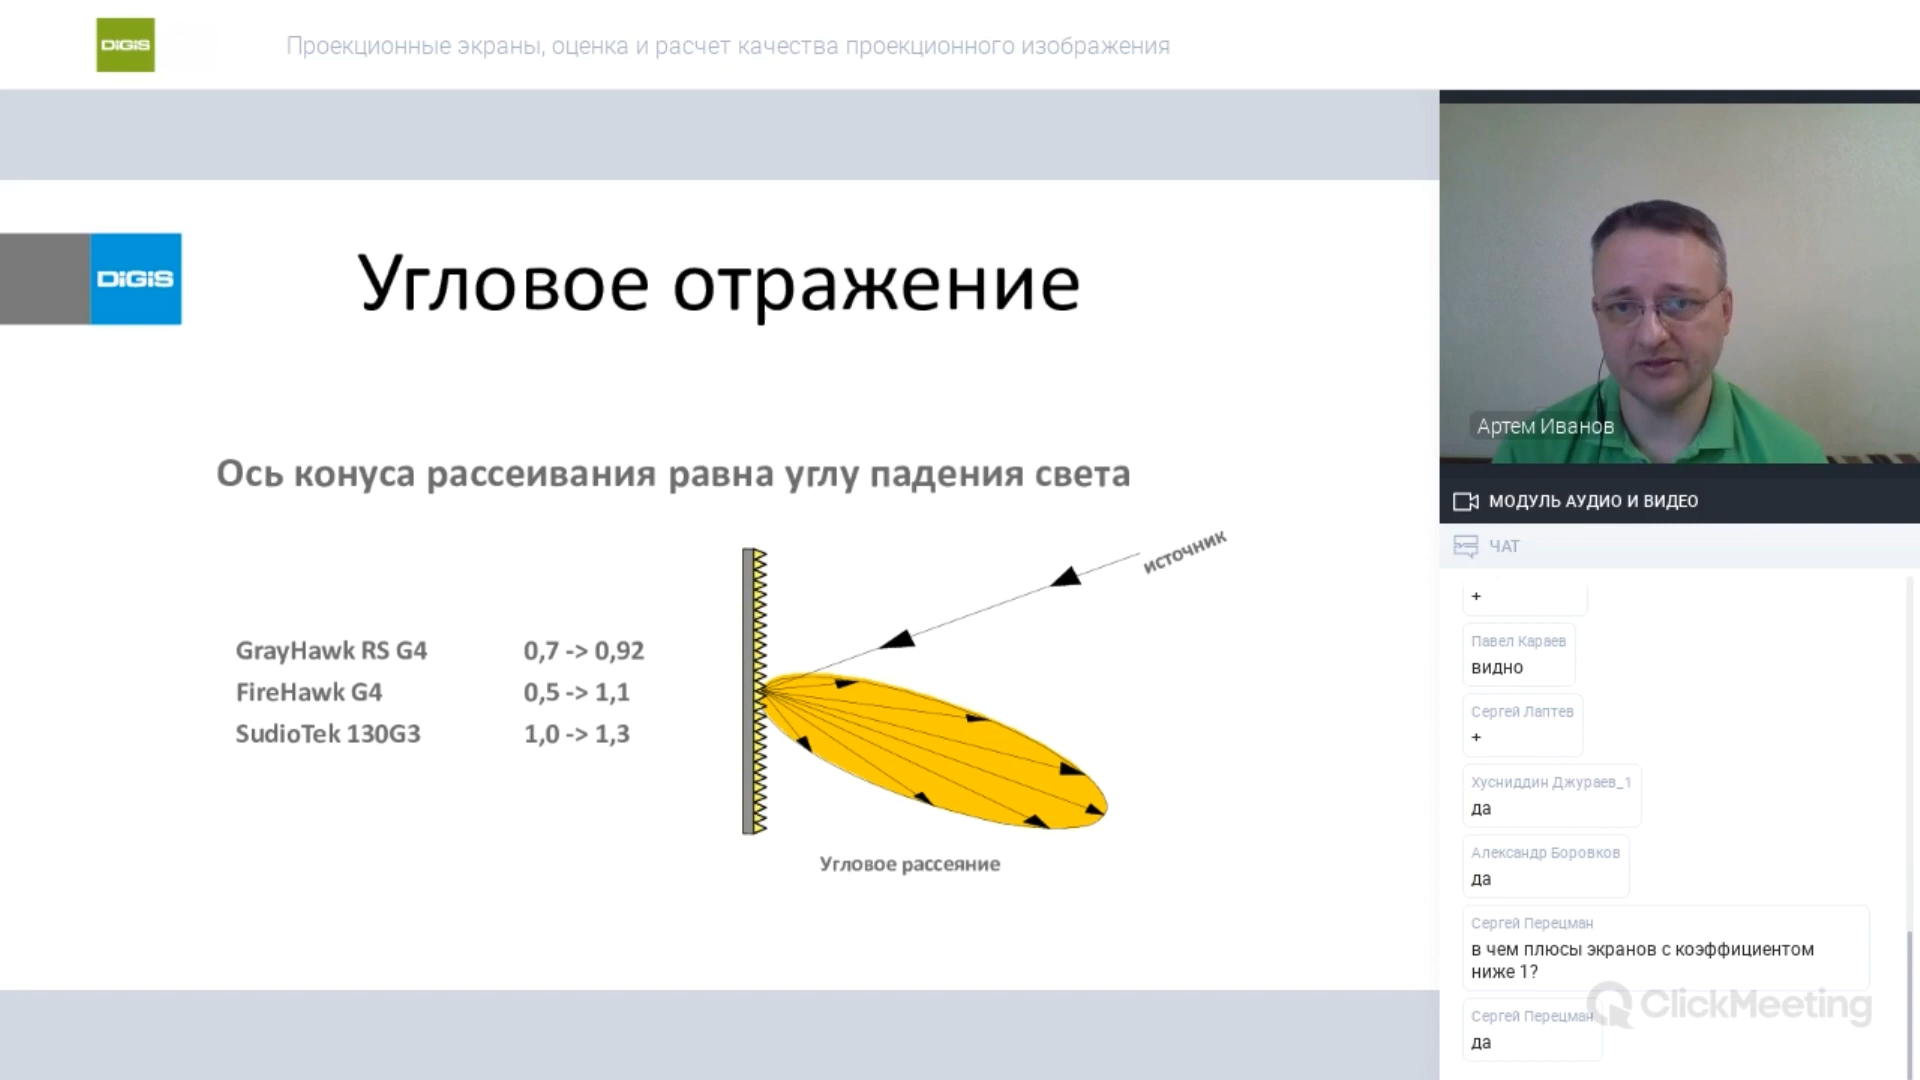 DIGIS
Проекционные экраны, оценка и расчет качества проекционного изображения
DIGIS
Угловое отражение
Ось конуса рассеивания равна углу падения света
источник
GrayHawk RS G4 0,7 -> 0,92
FireHawk G4 0,5 -> 1,1
SudioTek 130G3 1,0 -> 1,3
Угловое рассеяние
Артем Иванов
МОДУЛЬ АУДИО И ВИДЕО
ЧАТ
+
Павел Караев
видно
Сергей Лаптев
+
Хусниддин Джураев_1
да
Александр Боровков
да
Сергей Перецман
в чем плюсы экранов с коэффициентом
ниже 1?
Сергей Перецман
да
ClickMeeting